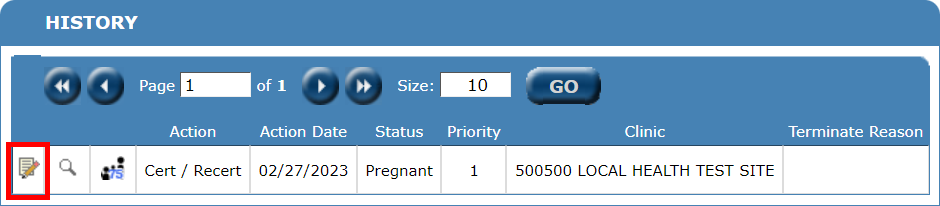 HISTORY
Page 1 of 1 Size: 10 GO
Action Action Date Status Priority Clinic Terminate Reason
Cert / Recert 02/27/2023 Pregnant 1 500500 LOCAL HEALTH TEST SITE